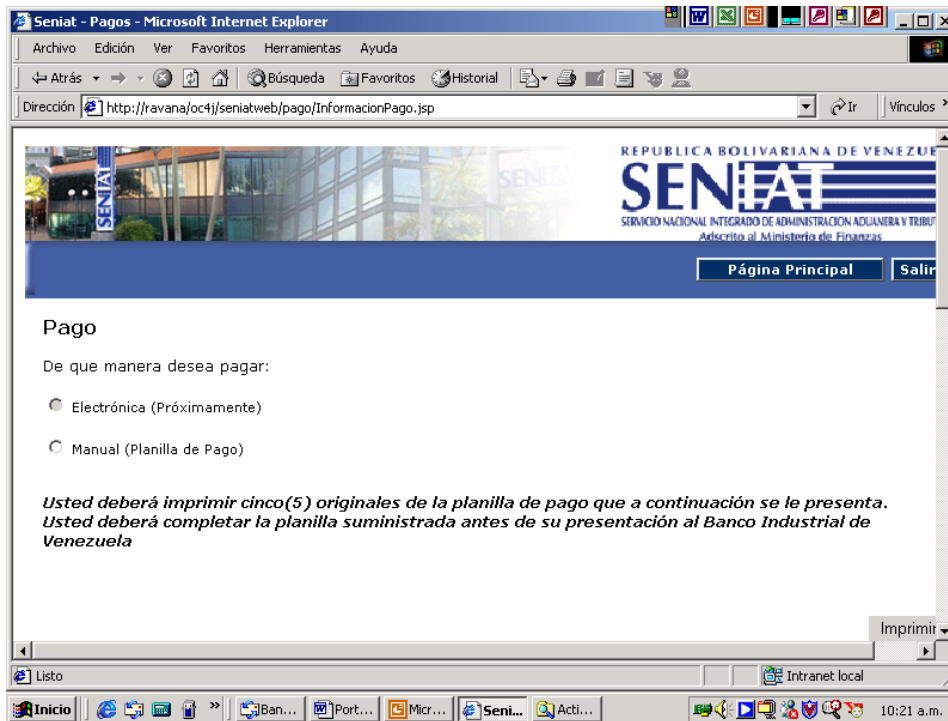 Seniat - Pagos - Microsoft Internet Explorer
Archivo Edición Ver Favoritos Herramientas Ayuda
Atrás Búsqueda Favoritos Historial
Dirección http://ravana/oc4j/seniatweb/pago/InformacionPago.jsp Ir Vínculos
REPUBLICA BOLIVARIANA DE VENEZUE
SENIAT
SENIAT
SENIAT
SERVICIO NACIONAL INTEGRADO DE ADMINISTRACION ADUANERA Y TRIBUT
Adscrito al Ministerio de Finanzas
Página Principal Salir
Pago
De que manera desea pagar:
Electrónica (Próximamente)
Manual (Planilla de Pago)
Usted deberá imprimir cinco(5) originales de la planilla de pago que a continuación se le presenta.
Usted deberá completar la planilla suministrada antes de su presentación al Banco Industrial de
Venezuela
Imprimir
Listo Intranet local
Inicio Ban... Port... Micr... Seni... Acti... 10:21 a.m.